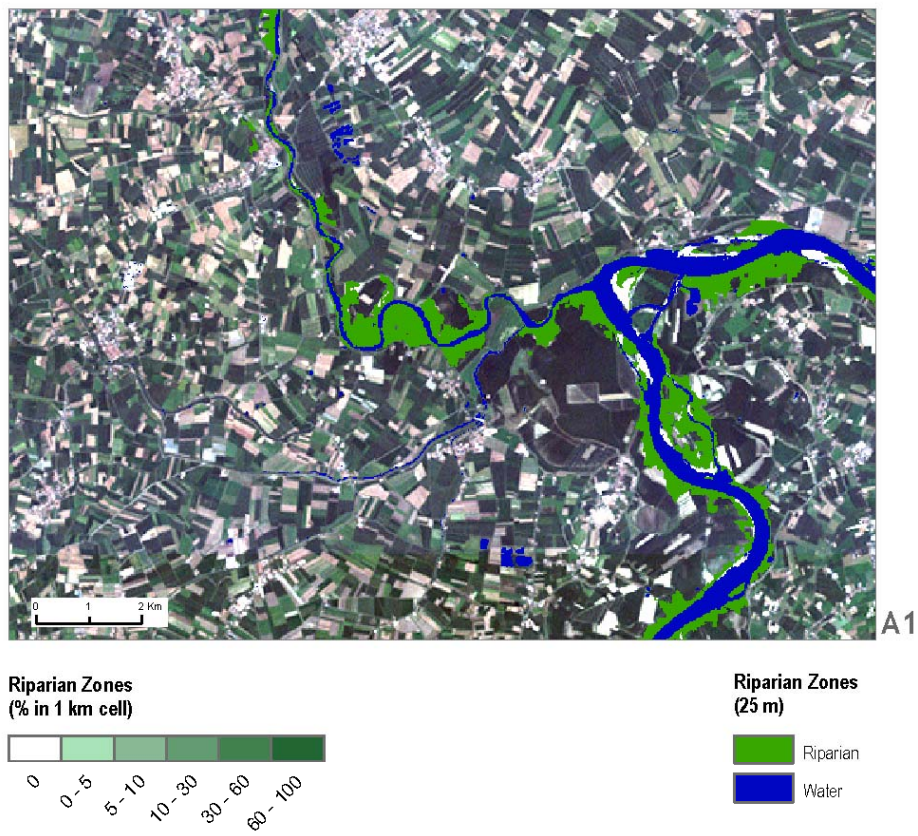 0 1 2 Km
A1
Riparian Zones
(% in 1 km cell)
0
0 - 5
5 - 10
10 - 30
30 - 60
60 - 100
Riparian Zones
(25 m)
Riparian
Water